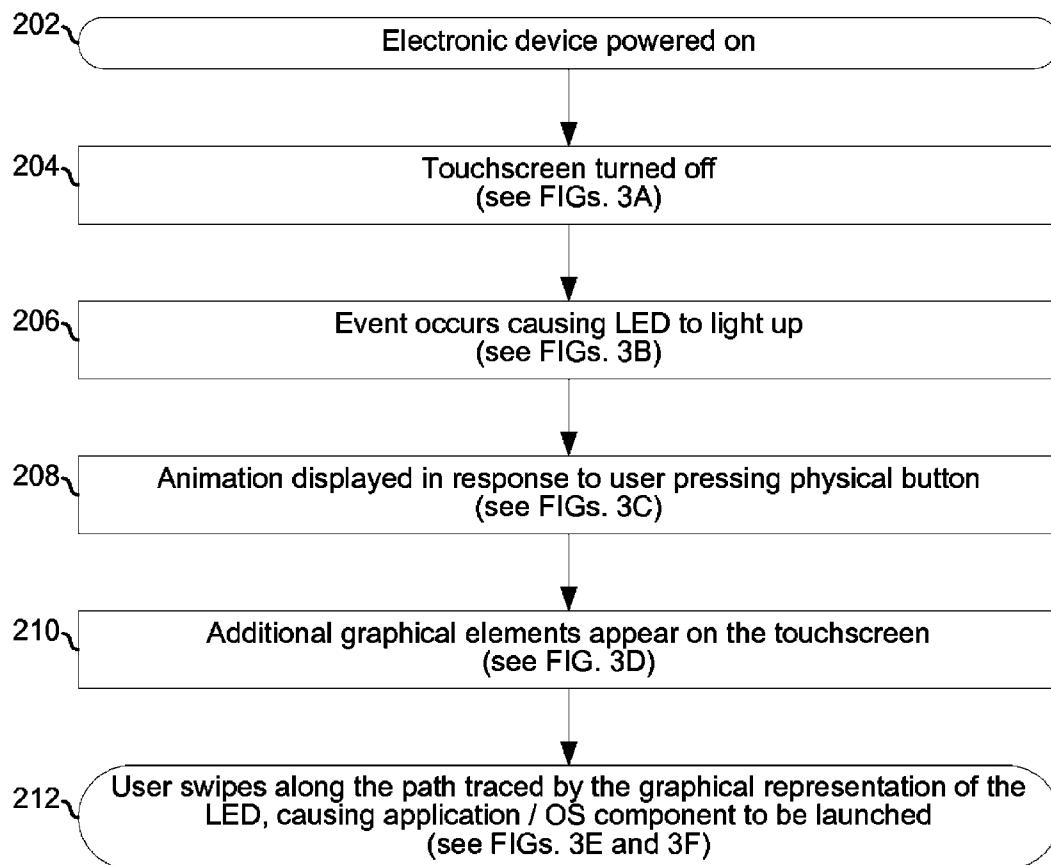 202
Electronic device powered on
204
Touchscreen turned off
(see FIGs. 3A)
206
Event occurs causing LED to light up
(see FIGs. 3B)
208
Animation displayed in response to user pressing physical button
(see FIGs. 3C)
210
Additional graphical elements appear on the touchscreen
(see FIG. 3D)
212
User swipes along the path traced by the graphical representation of the
LED, causing application / OS component to be launched
(see FIGs. 3E and 3F)